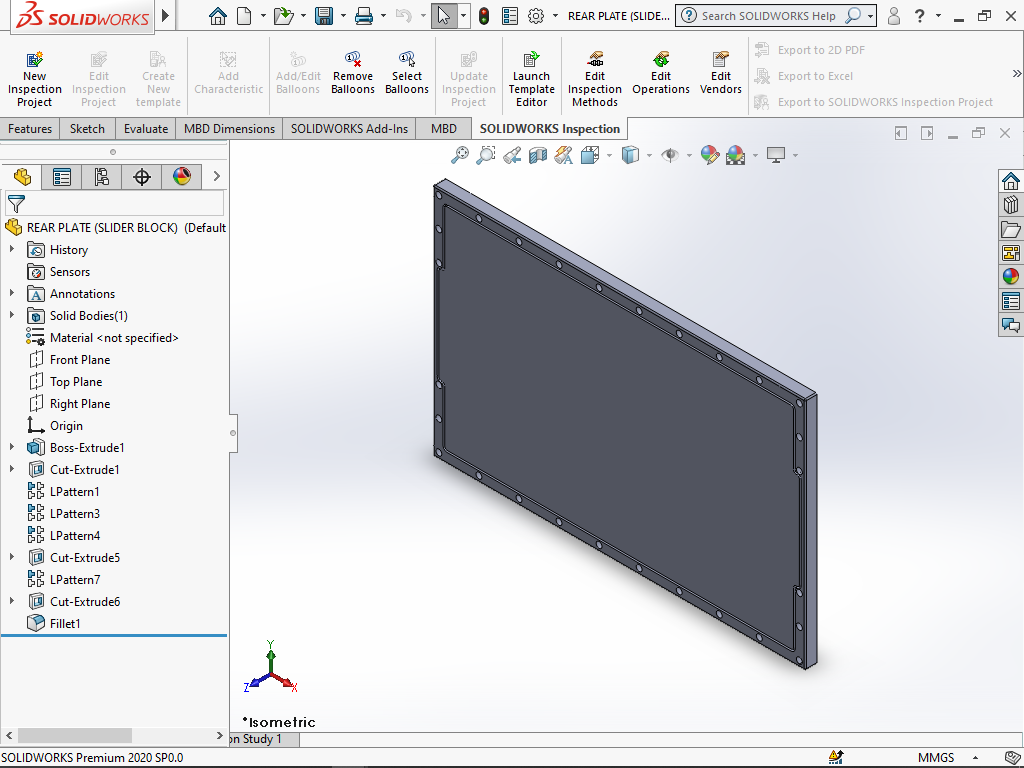 SOLIDWORKS
REAR PLATE (SLIDE...
Search SOLIDWORKS Help
New Inspection Project
Edit Inspection Project
Create New template
Add Characteristic
Add/Edit Balloons
Remove Balloons
Select Balloons
Update Inspection Project
Launch Template Editor
Edit Inspection Methods
Edit Operations
Edit Vendors
Export to 2D PDF
Export to Excel
Export to SOLIDWORKS Inspection Project
Features
Sketch
Evaluate
MBD Dimensions
SOLIDWORKS Add-Ins
MBD
SOLIDWORKS Inspection
REAR PLATE (SLIDER BLOCK) (Default
History
Sensors
Annotations
Solid Bodies(1)
Material <not specified>
Front Plane
Top Plane
Right Plane
Origin
Boss-Extrude1
Cut-Extrude1
LPattern1
LPattern3
LPattern4
Cut-Extrude5
LPattern7
Cut-Extrude6
Fillet1
Y
Z
X
*Isometric
on Study 1
SOLIDWORKS Premium 2020 SP0.0
MMGS